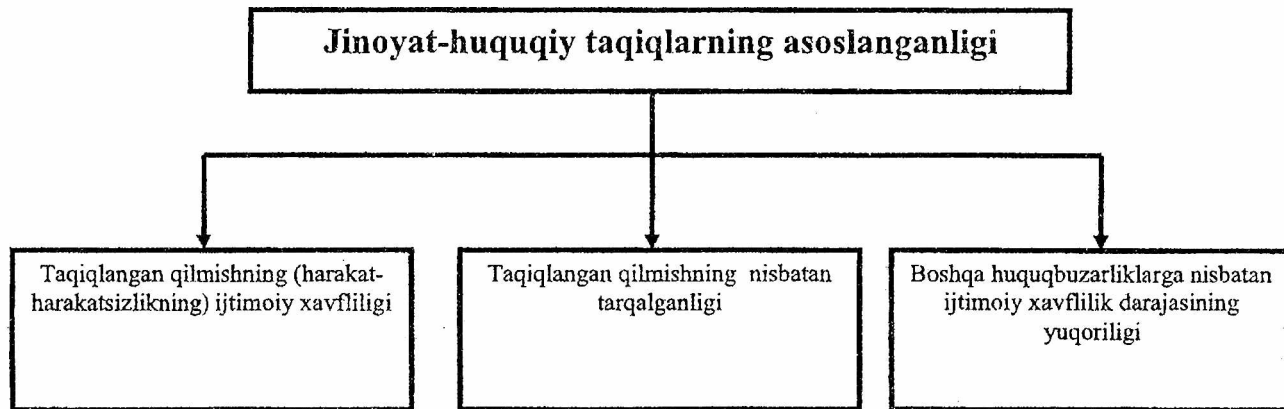 Jinoyat-huquqiy taqiqlarning asoslanganligi
Taqiqlangan qilmishning (harakat-
harakatsizlikning) ijtimoiy xavfliligi
Taqiqlangan qilmishning nisbatan
tarqalganligi
Boshqa huquqbuzarliklarga nisbatan
ijtimoiy xavflilik darajasining
yuqoriligi